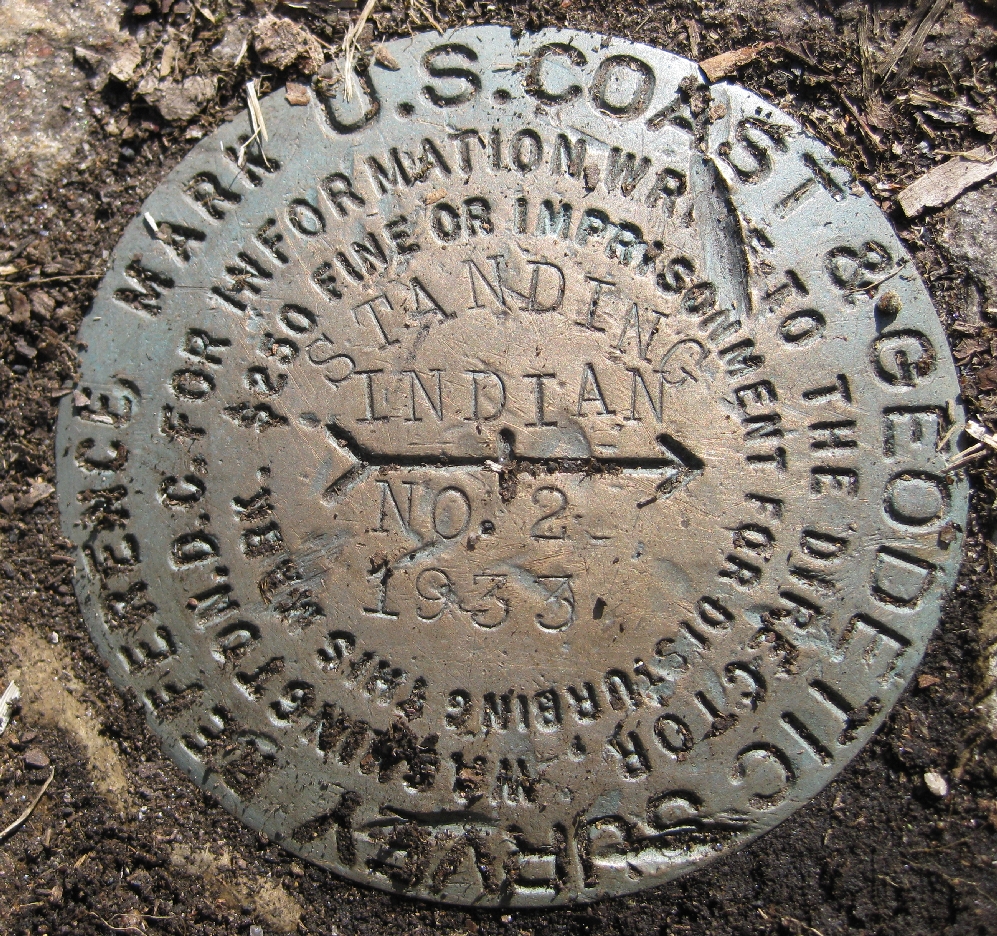 U.S. COAST & GEODETIC SURVEY
REFERENCE MARK
FOR INFORMATION, WRITE TO THE DIRECTOR, WASHINGTON, D.C.
$250 FINE OR IMPRISONMENT FOR DISTURBING THIS MARK.
STANDING
INDIAN
NO. 2
1933